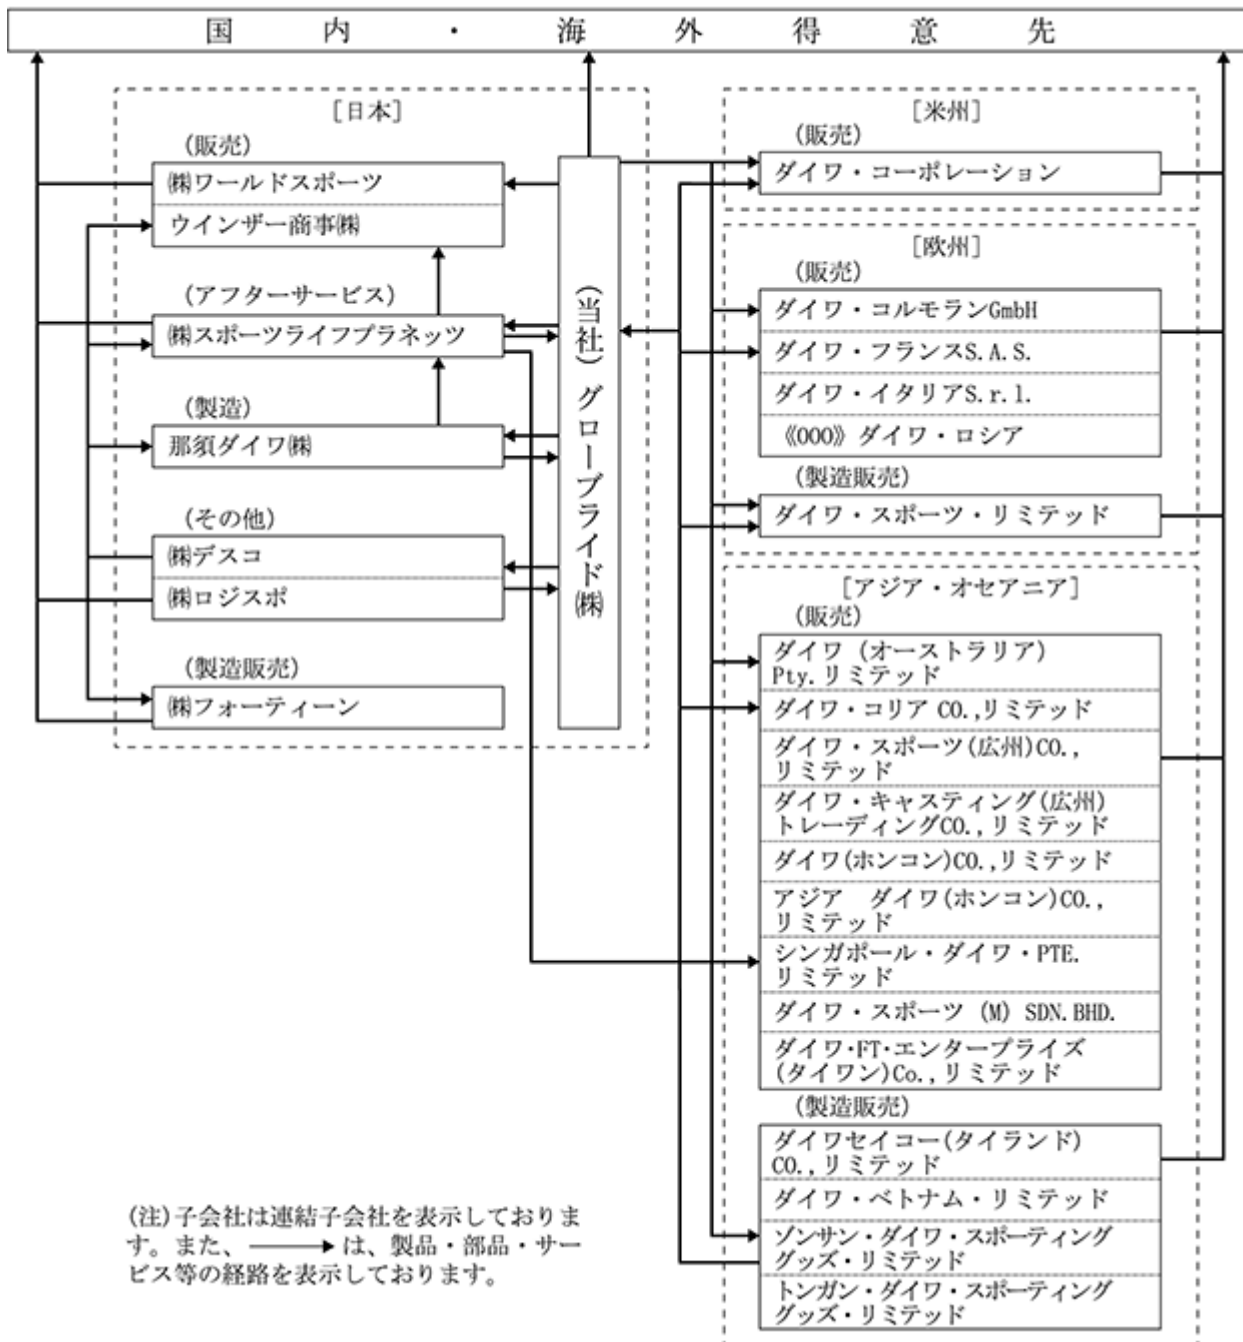 国内・海外得意先
[日本]
(販売)
㈱ワールドスポーツ
ウインザー商事㈱
(アフターサービス)
㈱スポーツライフプラネッツ
(製造)
那須ダイワ㈱
(その他)
㈱デスコ
㈱ロジスポ
(製造販売)
㈱フォーティーン
(当社)グローブライド㈱
[米州]
(販売)
ダイワ・コーポレーション
[欧州]
(販売)
ダイワ・コルモランGmbH
ダイワ・フランスS.A.S.
ダイワ・イタリアS.r.l.
《OOO》ダイワ・ロシア
(製造販売)
ダイワ・スポーツ・リミテッド
[アジア・オセアニア]
(販売)
ダイワ (オーストラリア)
Pty.リミテッド
ダイワ・コリア CO.,リミテッド
ダイワ・スポーツ(広州)CO.,
リミテッド
ダイワ・キャスティング(広州)
トレーディングCO.,リミテッド
ダイワ(ホンコン)CO.,リミテッド
アジア　ダイワ(ホンコン)CO.,
リミテッド
シンガポール・ダイワ・PTE.
リミテッド
ダイワ・スポーツ (M) SDN.BHD.
ダイワ・FT・エンタープライズ
(タイワン)Co.,リミテッド
(製造販売)
ダイワセイコー(タイランド)
CO.,リミテッド
ダイワ・ベトナム・リミテッド
ゾンサン・ダイワ・スポーティング
グッズ・リミテッド
トンガン・ダイワ・スポーティング
グッズ・リミテッド
(注)子会社は連結子会社を表示しておりま
す。また、――→は、製品・部品・サー
ビス等の経路を表示しております。